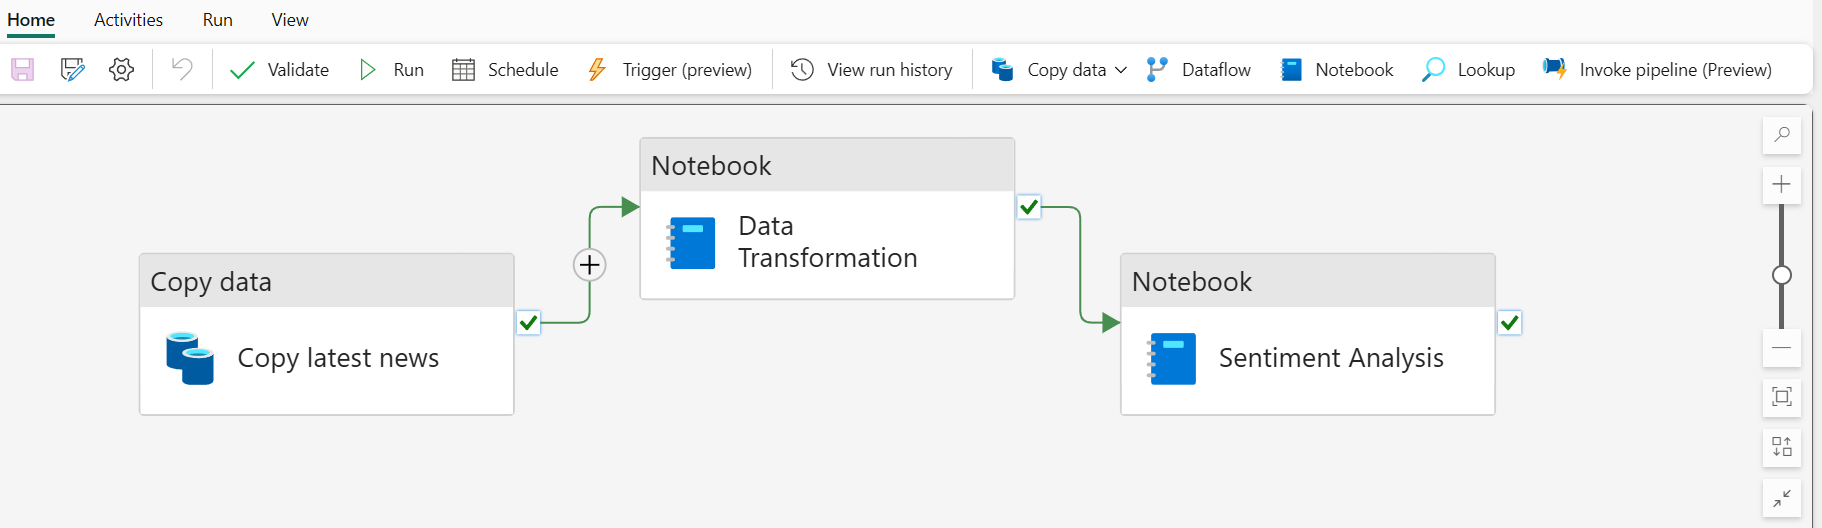 Home Activities Run View
Validate Run Schedule Trigger (preview) View run history Copy data Dataflow Notebook Lookup Invoke pipeline (Preview)
Notebook
Data
Transformation
Copy data
Copy latest news
Notebook
Sentiment Analysis